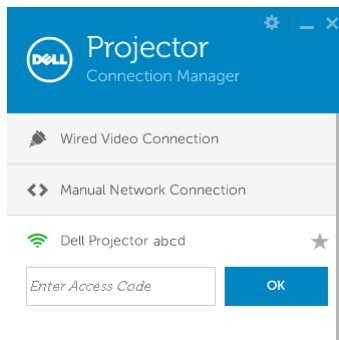 DELL
Projector
Connection Manager
Wired Video Connection
Manual Network Connection
Dell Projector abcd
Enter Access Code
OK